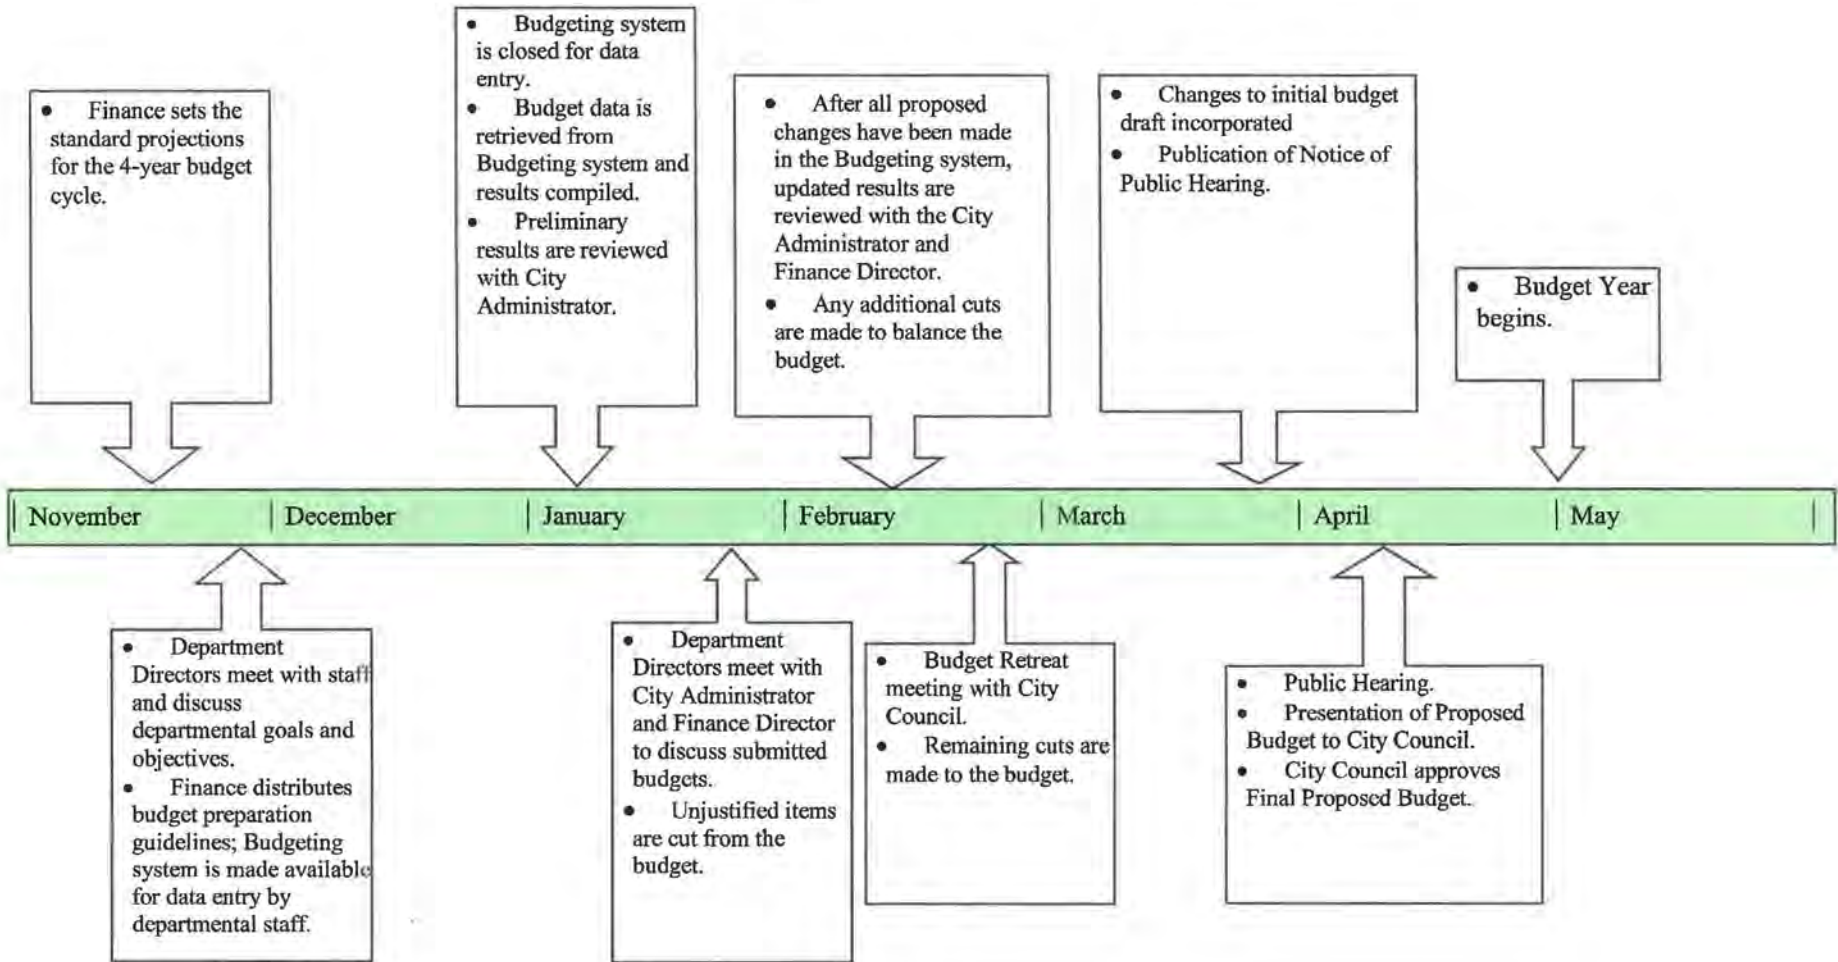 • Finance sets the
standard projections
for the 4-year budget
cycle.
• Budgeting system
is closed for data
entry.
• Budget data is
retrieved from
Budgeting system and
results compiled.
• Preliminary
results are reviewed
with City
Administrator.
• After all proposed
changes have been made
in the Budgeting system,
updated results are
reviewed with the City
Administrator and
Finance Director.
• Any additional cuts
are made to balance the
budget.
• Changes to initial budget
draft incorporated
• Publication of Notice of
Public Hearing.
• Budget Year
begins.
November
December
January
February
March
April
May
• Department
Directors meet with staff
and discuss
departmental goals and
objectives.
• Finance distributes
budget preparation
guidelines; Budgeting
system is made available
for data entry by
departmental staff.
• Department
Directors meet with
City Administrator
and Finance Director
to discuss submitted
budgets.
• Unjustified items
are cut from the
budget.
• Budget Retreat
meeting with City
Council.
• Remaining cuts are
made to the budget.
• Public Hearing.
• Presentation of Proposed
Budget to City Council.
• City Council approves
Final Proposed Budget.